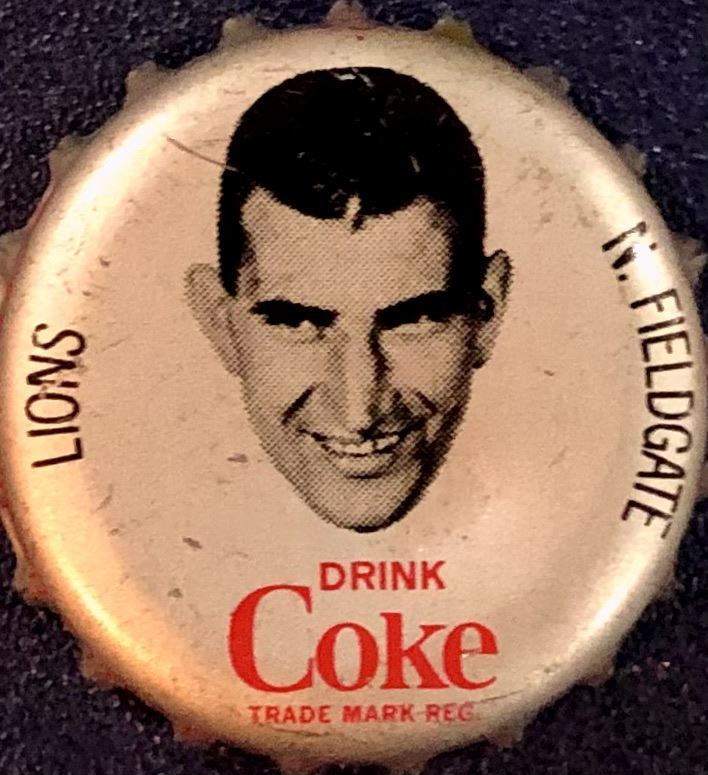 LIONS
N. FIELDGATE
DRINK
Coke
TRADE MARK REG.